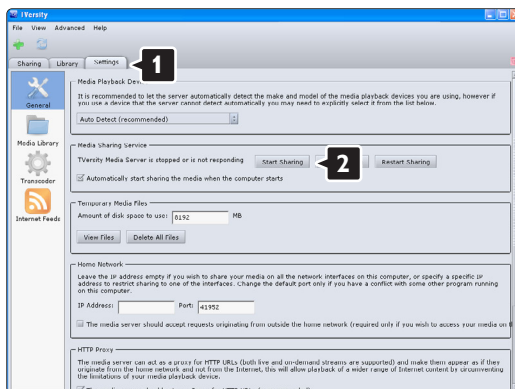 TVersity
File View Advanced Help
Sharing Library Settings
1
General
Media Library
Transcoder
Internet Feeds
Media Playback Device
It is recommended to let the server automatically detect the make and model of the media playback devices you are using, however if
you use a device that the server cannot detect automatically you may need to explicitly select it from the list below.
Auto Detect (recommended)
Media Sharing Service
TVersity Media Server is stopped or is not responding Start Sharing 2 Restart Sharing
Automatically start sharing the media when the computer starts
Temporary Media Files
Amount of disk space to use: 8192 MB
View Files Delete All Files
Home Network
Leave the IP address empty if you wish to share your media on all the network interfaces on this computer, or specify a specific IP
address to restrict sharing to one of the interfaces. Change the default port only if you have a conflict with some other program running
on this computer.
IP Address: Port: 41952
The media server should accept requests originating from outside the home network (required only if you wish to access your media on
HTTP Proxy
The media server can act as a proxy for HTTP URLs (both live and on-demand streams are supported) and make them appear as if they
originate from the home network and not from the Internet, this will allow playback of a wider range of Internet content by circumventing
the limitations of your media playback device.